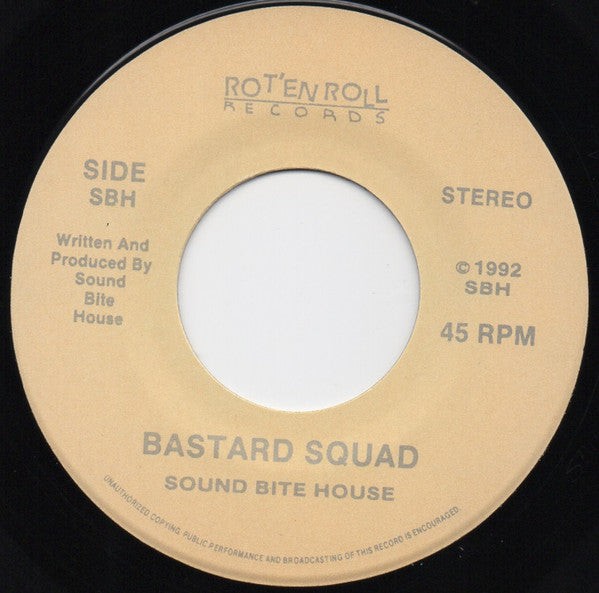 ROT'EN ROLL
RECORDS
SIDE
SBH
STEREO
Written And
Produced By
Sound
Bite
House
© 1992
SBH
45 RPM
BASTARD SQUAD
SOUND BITE HOUSE
UNAUTHORIZED COPYING, PUBLIC PERFORMANCE AND BROADCASTING OF THIS RECORD IS ENCOURAGED.